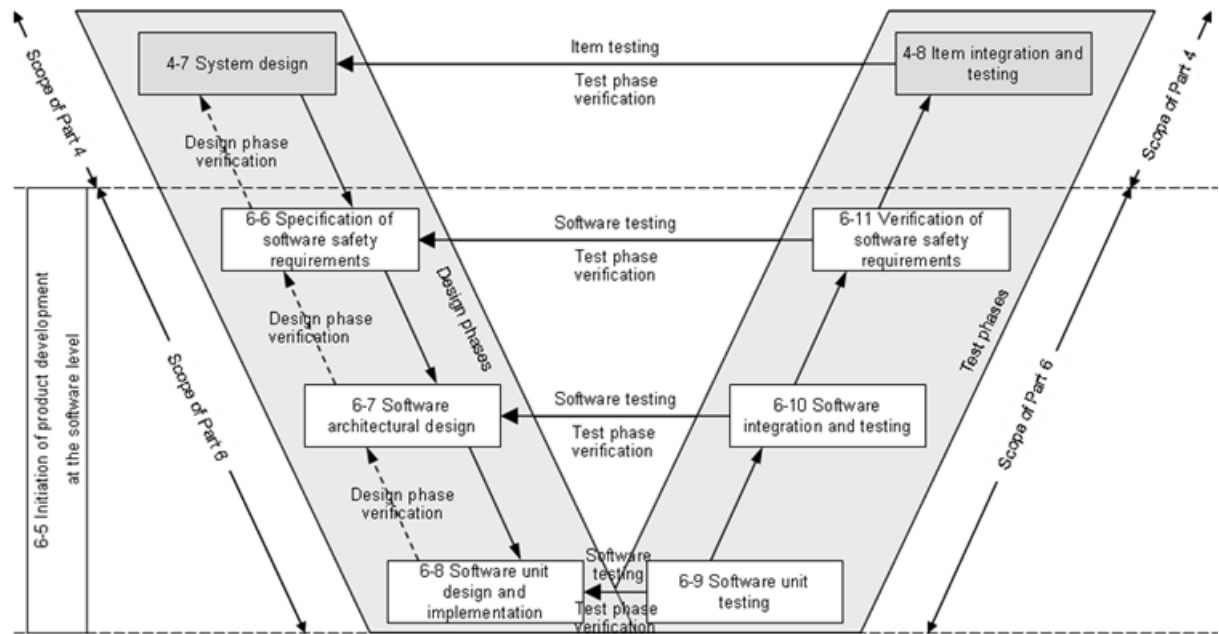 4-7 System design
Item testing
Test phase
verification
4-8 Item integration and
testing
Scope of Part 4
Scope of Part 4
Design phase
verification
6-6 Specification of
software safety
requirements
Software testing
Test phase
verification
6-11 Verification of
software safety
requirements
Design phases
Test phases
Design phase
verification
6-5 Initiation of product development
at the software level
Scope of Part 6
Scope of Part 6
6-7 Software
architectural design
Software testing
Test phase
verification
6-10 Software
integration and testing
Design phase
verification
6-8 Software unit
design and
implementation
Software
testing
Test phase
verification
6-9 Software unit
testing